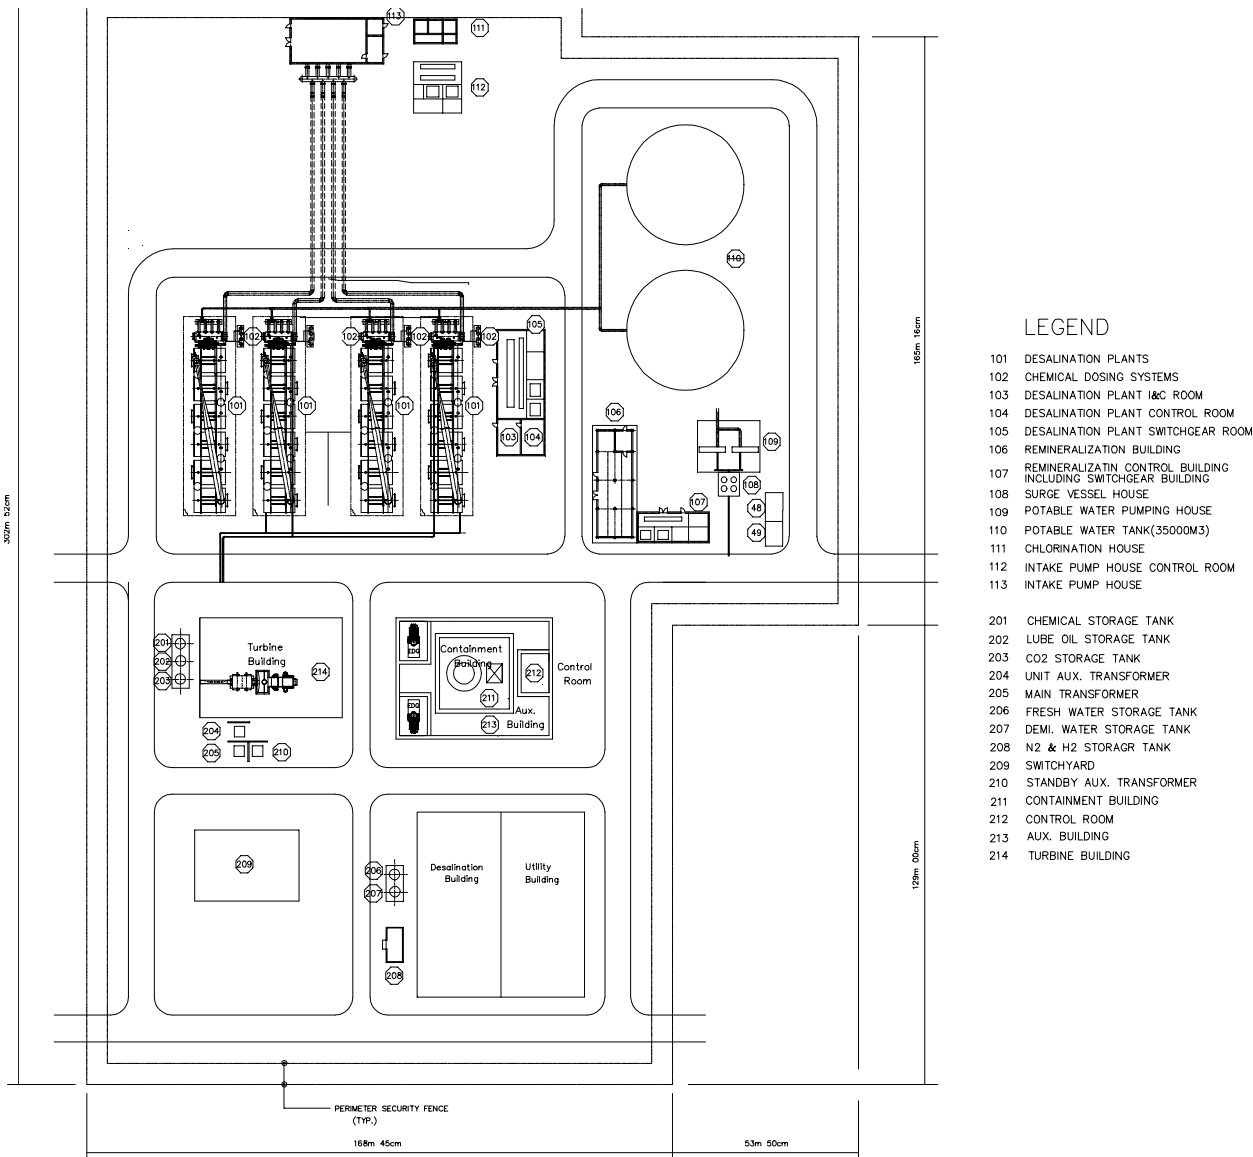 113
111
112
110
105
102
102
102
102
101
101
101
101
103
104
106
109
108
107
48
49
165m 16cm
302m 52cm
LEGEND
101 DESALINATION PLANTS
102 CHEMICAL DOSING SYSTEMS
103 DESALINATION PLANT I&C ROOM
104 DESALINATION PLANT CONTROL ROOM
105 DESALINATION PLANT SWITCHGEAR ROOM
106 REMINERALIZATION BUILDING
107 REMINERALIZATIN CONTROL BUILDING
INCLUDING SWITCHGEAR BUILDING
108 SURGE VESSEL HOUSE
109 POTABLE WATER PUMPING HOUSE
110 POTABLE WATER TANK(35000M3)
111 CHLORINATION HOUSE
112 INTAKE PUMP HOUSE CONTROL ROOM
113 INTAKE PUMP HOUSE
201 CHEMICAL STORAGE TANK
202 LUBE OIL STORAGE TANK
203 CO2 STORAGE TANK
204 UNIT AUX. TRANSFORMER
205 MAIN TRANSFORMER
206 FRESH WATER STORAGE TANK
207 DEMI. WATER STORAGE TANK
208 N2 & H2 STORAGR TANK
209 SWITCHYARD
210 STANDBY AUX. TRANSFORMER
211 CONTAINMENT BUILDING
212 CONTROL ROOM
213 AUX. BUILDING
214 TURBINE BUILDING
201
202
203
Turbine
Building
214
204
205
210
EDG
EDG
Containment
Building
211
212
213
Control
Room
Aux.
Building
209
206
207
208
Desalination
Building
Utility
Building
129m 00cm
PERIMETER SECURITY FENCE
(TYP.)
168m 45cm
53m 50cm